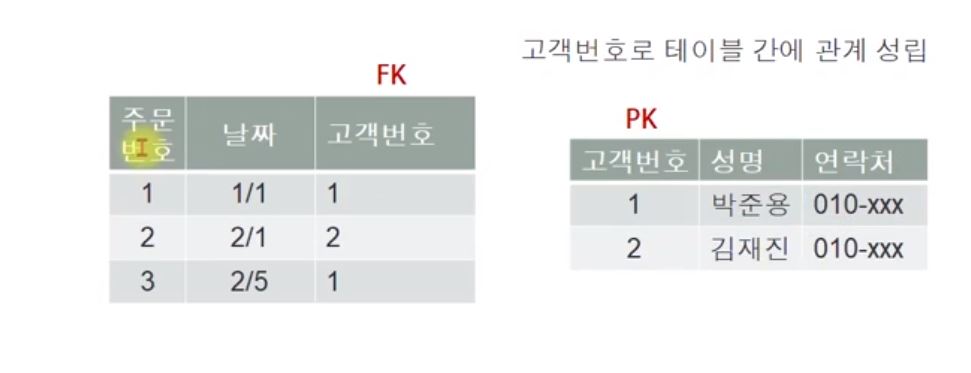 고객번호로 테이블 간에 관계 성립
FK
주문
번호 날짜 고객번호
1 1/1 1
2 2/1 2
3 2/5 1
PK
고객번호 성명 연락처
1 박준용 010-xxx
2 김재진 010-xxx